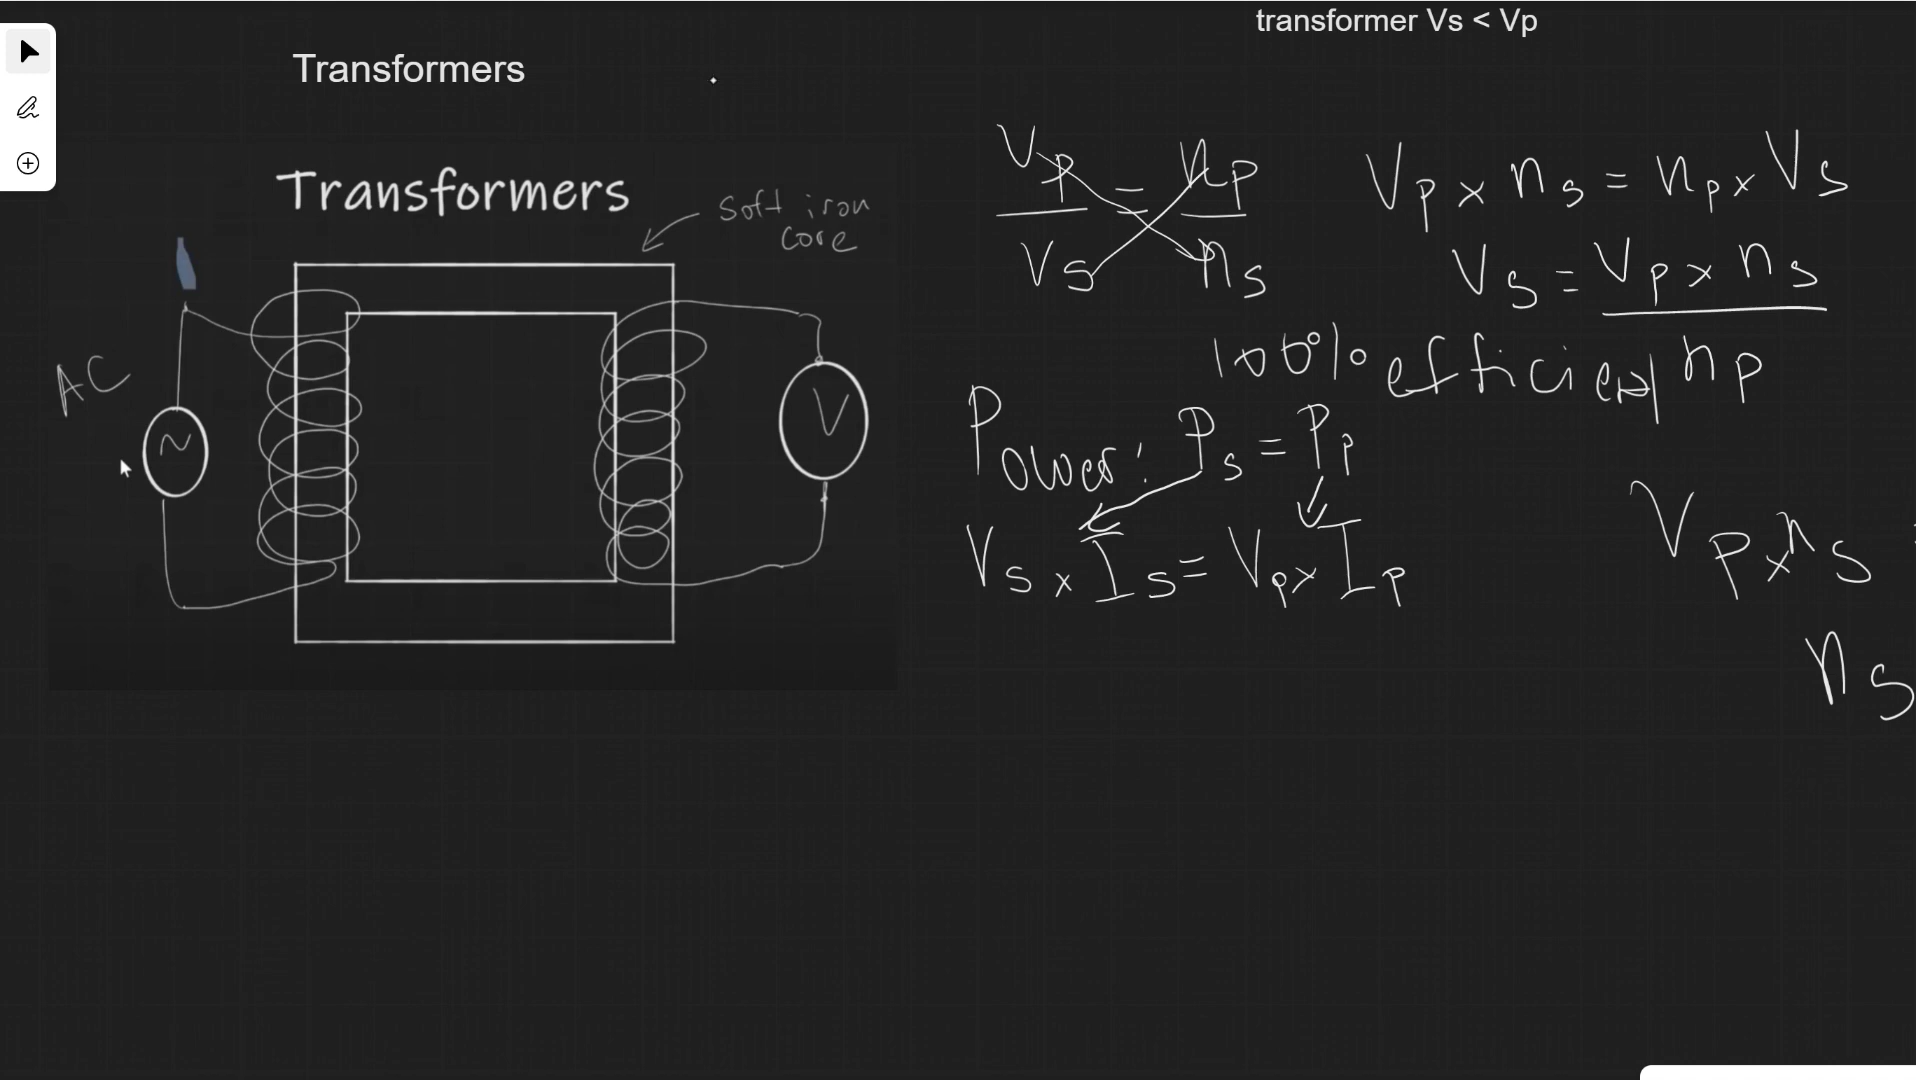 transformer Vs < Vp
Transformers
Transformers
soft iron
core
AC
~
V
Vp/Vs = np/ns
Vp x ns = np x Vs
Vs = Vp x ns
np
100% efficient
Power: Ps = Pp
Vs x Is = Vp x Ip
Vp x ns
ns